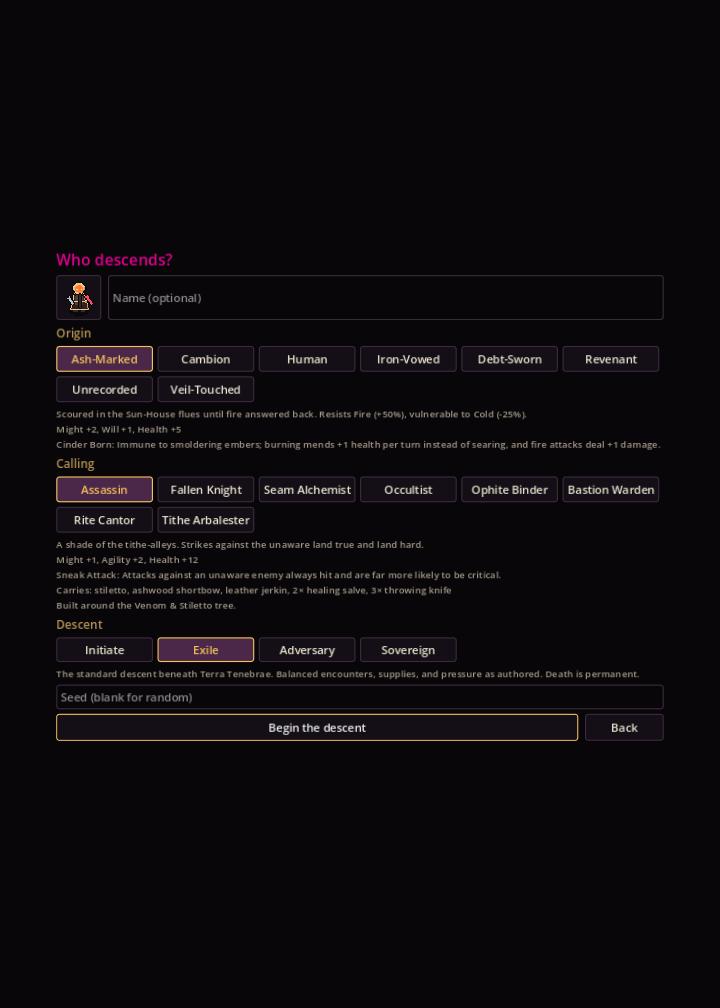 Who descends?
Name (optional)
Origin
Ash-Marked Cambion Human Iron-Vowed Debt-Sworn Revenant
Unrecorded Veil-Touched
Scoured in the Sun-House flues until fire answered back. Resists Fire (+50%), vulnerable to Cold (-25%).
Might +2, Will +1, Health +5
Cinder Born: Immune to smoldering embers; burning mends +1 health per turn instead of searing, and fire attacks deal +1 damage.
Calling
Assassin Fallen Knight Seam Alchemist Occultist Ophite Binder Bastion Warden
Rite Cantor Tithe Arbalester
A shade of the tithe-alleys. Strikes against the unaware land true and land hard.
Might +1, Agility +2, Health +12
Sneak Attack: Attacks against an unaware enemy always hit and are far more likely to be critical.
Carries: stiletto, ashwood shortbow, leather jerkin, 2× healing salve, 3× throwing knife
Built around the Venom & Stiletto tree.
Descent
Initiate Exile Adversary Sovereign
The standard descent beneath Terra Tenebrae. Balanced encounters, supplies, and pressure as authored. Death is permanent.
Seed (blank for random)
Begin the descent Back